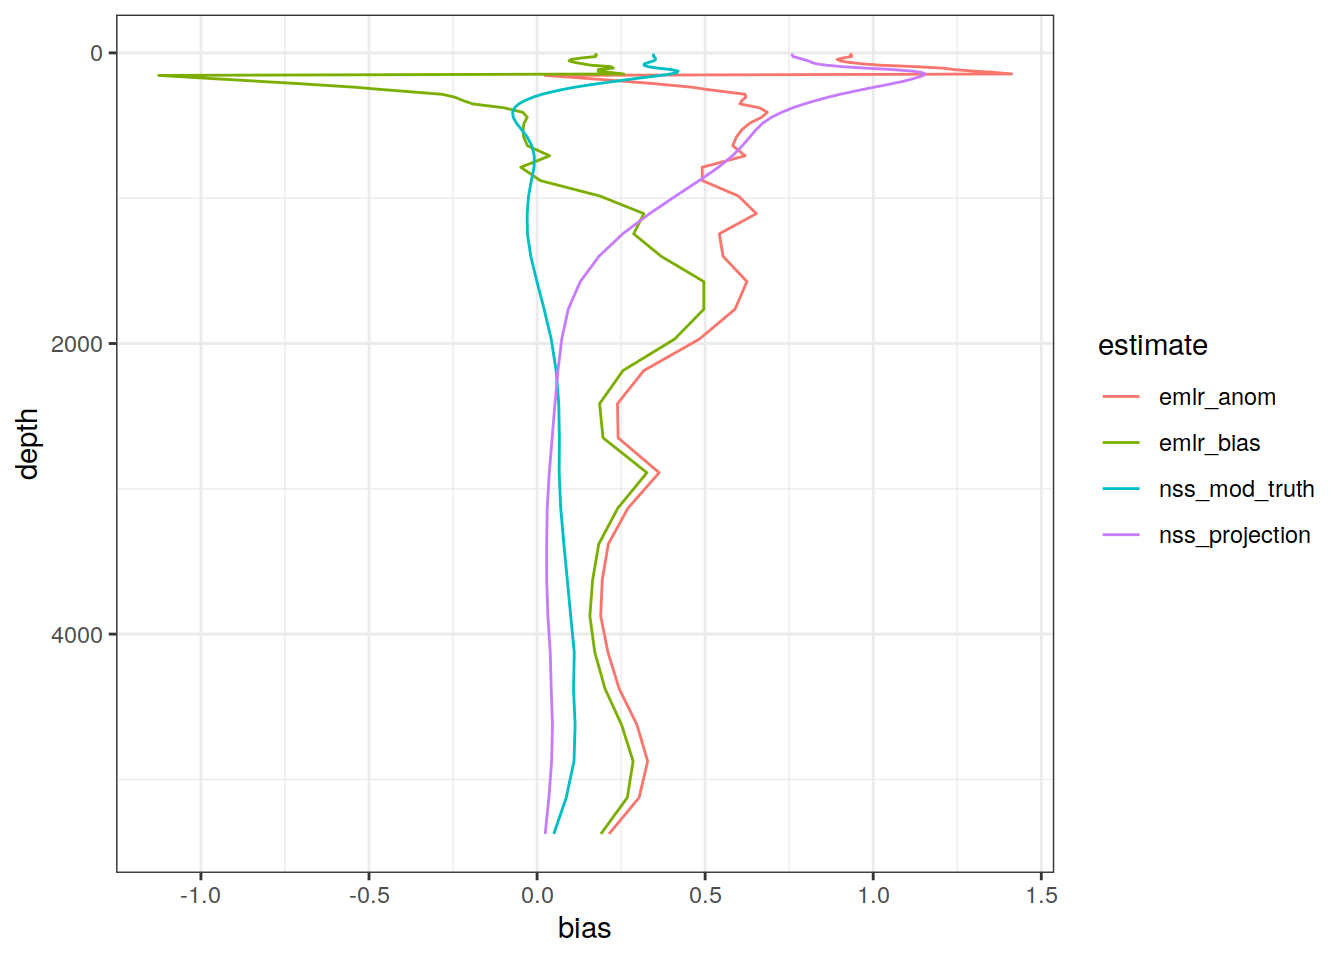 0
2000
4000
depth
-1.0 -0.5 0.0 0.5 1.0 1.5
bias
estimate
emlr_anom
emlr_bias
nss_mod_truth
nss_projection